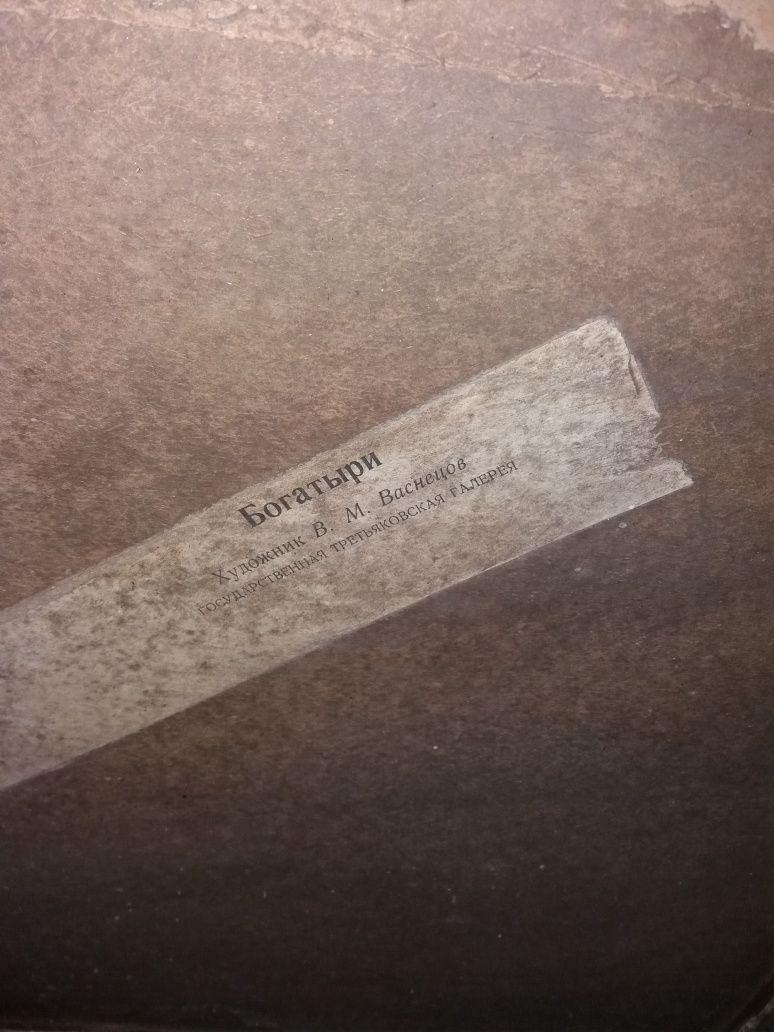 Богатыри
Художник В. М. Васнецов
ГОСУДАРСТВЕННАЯ ТРЕТЬЯКОВСКАЯ ГАЛЕРЕЯ